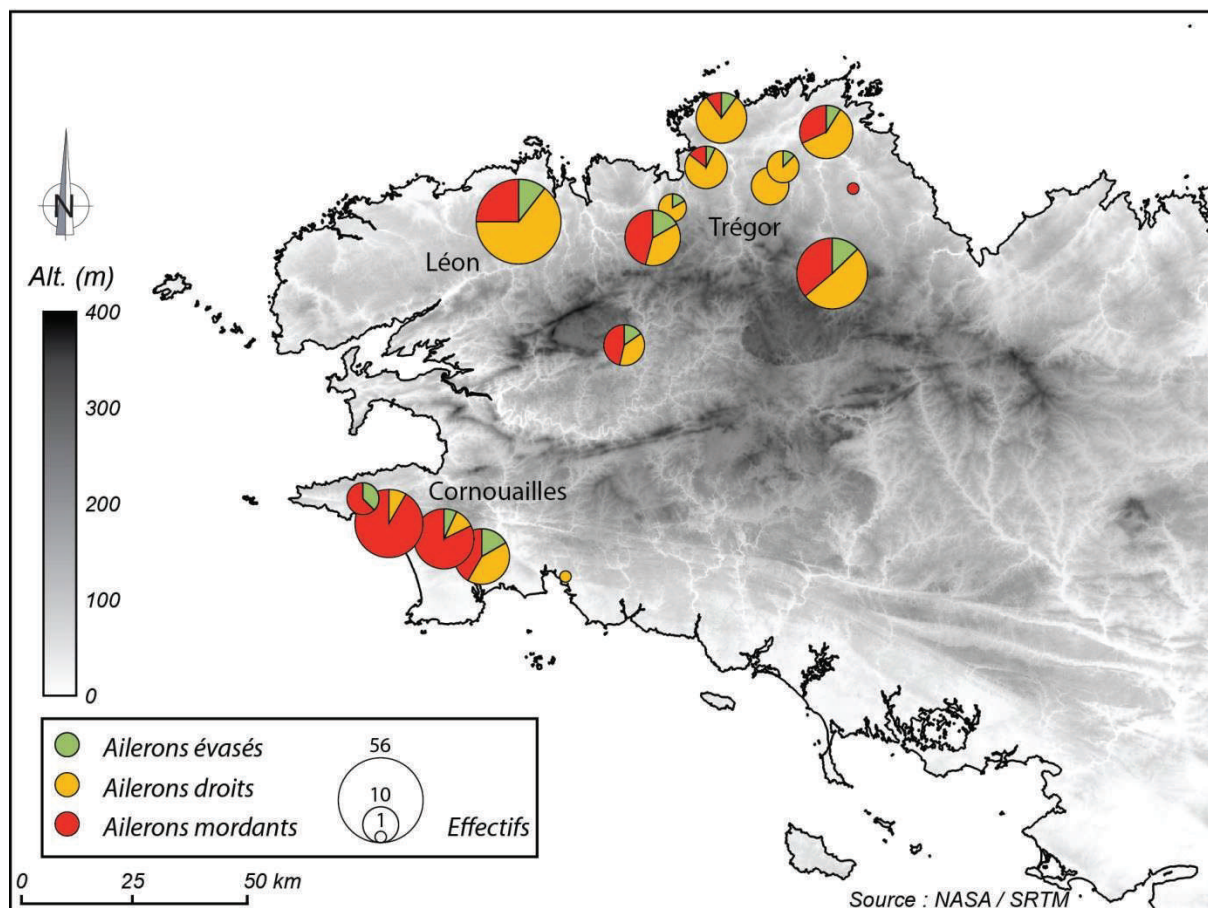 N
Alt. (m)
400
300
200
100
0
Léon
Trégor
Cornouailles
Ailerons évasés
Ailerons droits
Ailerons mordants
56
10
1
Effectifs
0 25 50 km
Source : NASA / SRTM